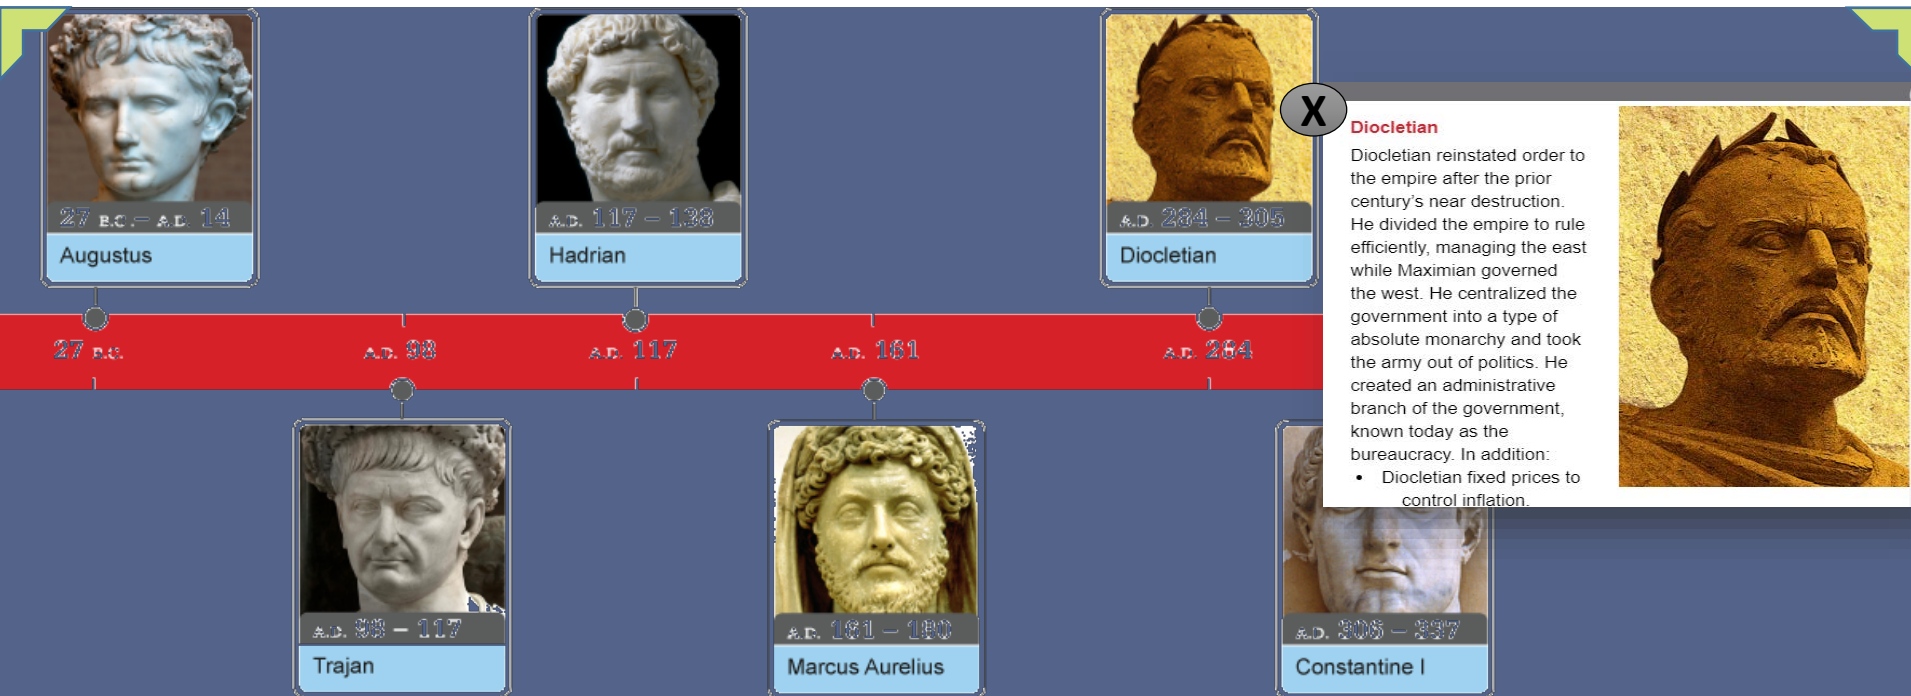 27 B.C. – A.D. 14
Augustus
A.D. 117 – 138
Hadrian
A.D. 284 – 305
Diocletian
X
Diocletian
Diocletian reinstated order to
the empire after the prior
century's near destruction.
He divided the empire to rule
efficiently, managing the east
while Maximian governed
the west. He centralized the
government into a type of
absolute monarchy and took
the army out of politics. He
created an administrative
branch of the government,
known today as the
bureaucracy. In addition:
• Diocletian fixed prices to
control inflation.
27 B.C.
A.D. 98
A.D. 117
A.D. 161
A.D. 284
A.D. 98 – 117
Trajan
A.D. 161 – 180
Marcus Aurelius
A.D. 306 – 337
Constantine I